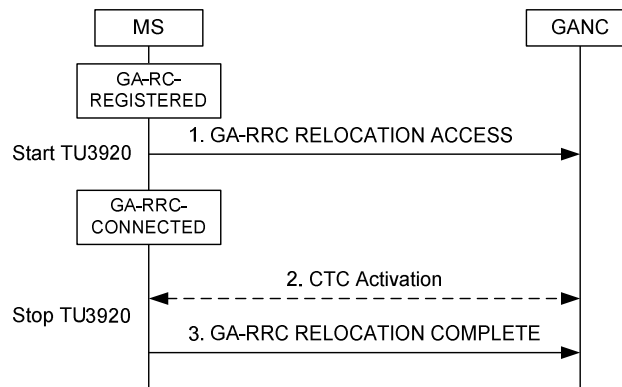 MS
GANC
GA-RC-
REGISTERED
1. GA-RRC RELOCATION ACCESS
Start TU3920
GA-RRC-
CONNECTED
2. CTC Activation
Stop TU3920
3. GA-RRC RELOCATION COMPLETE